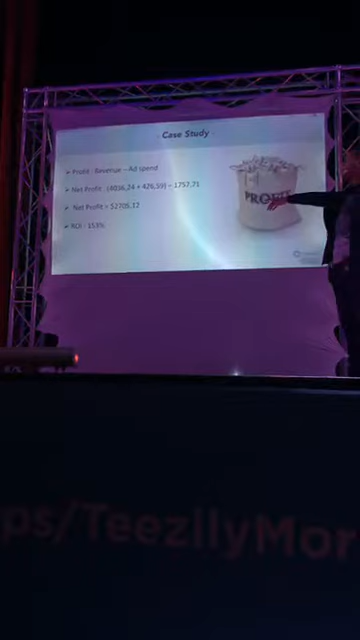 Case Study
➤ Profit : Revenue – Ad spend
➤ Net Profit : (4036,24 + 426,59) – 1757,71
➤ Net Profit = $2705.12
➤ ROI : 153%
PROFIT
ps/TeezilyMor